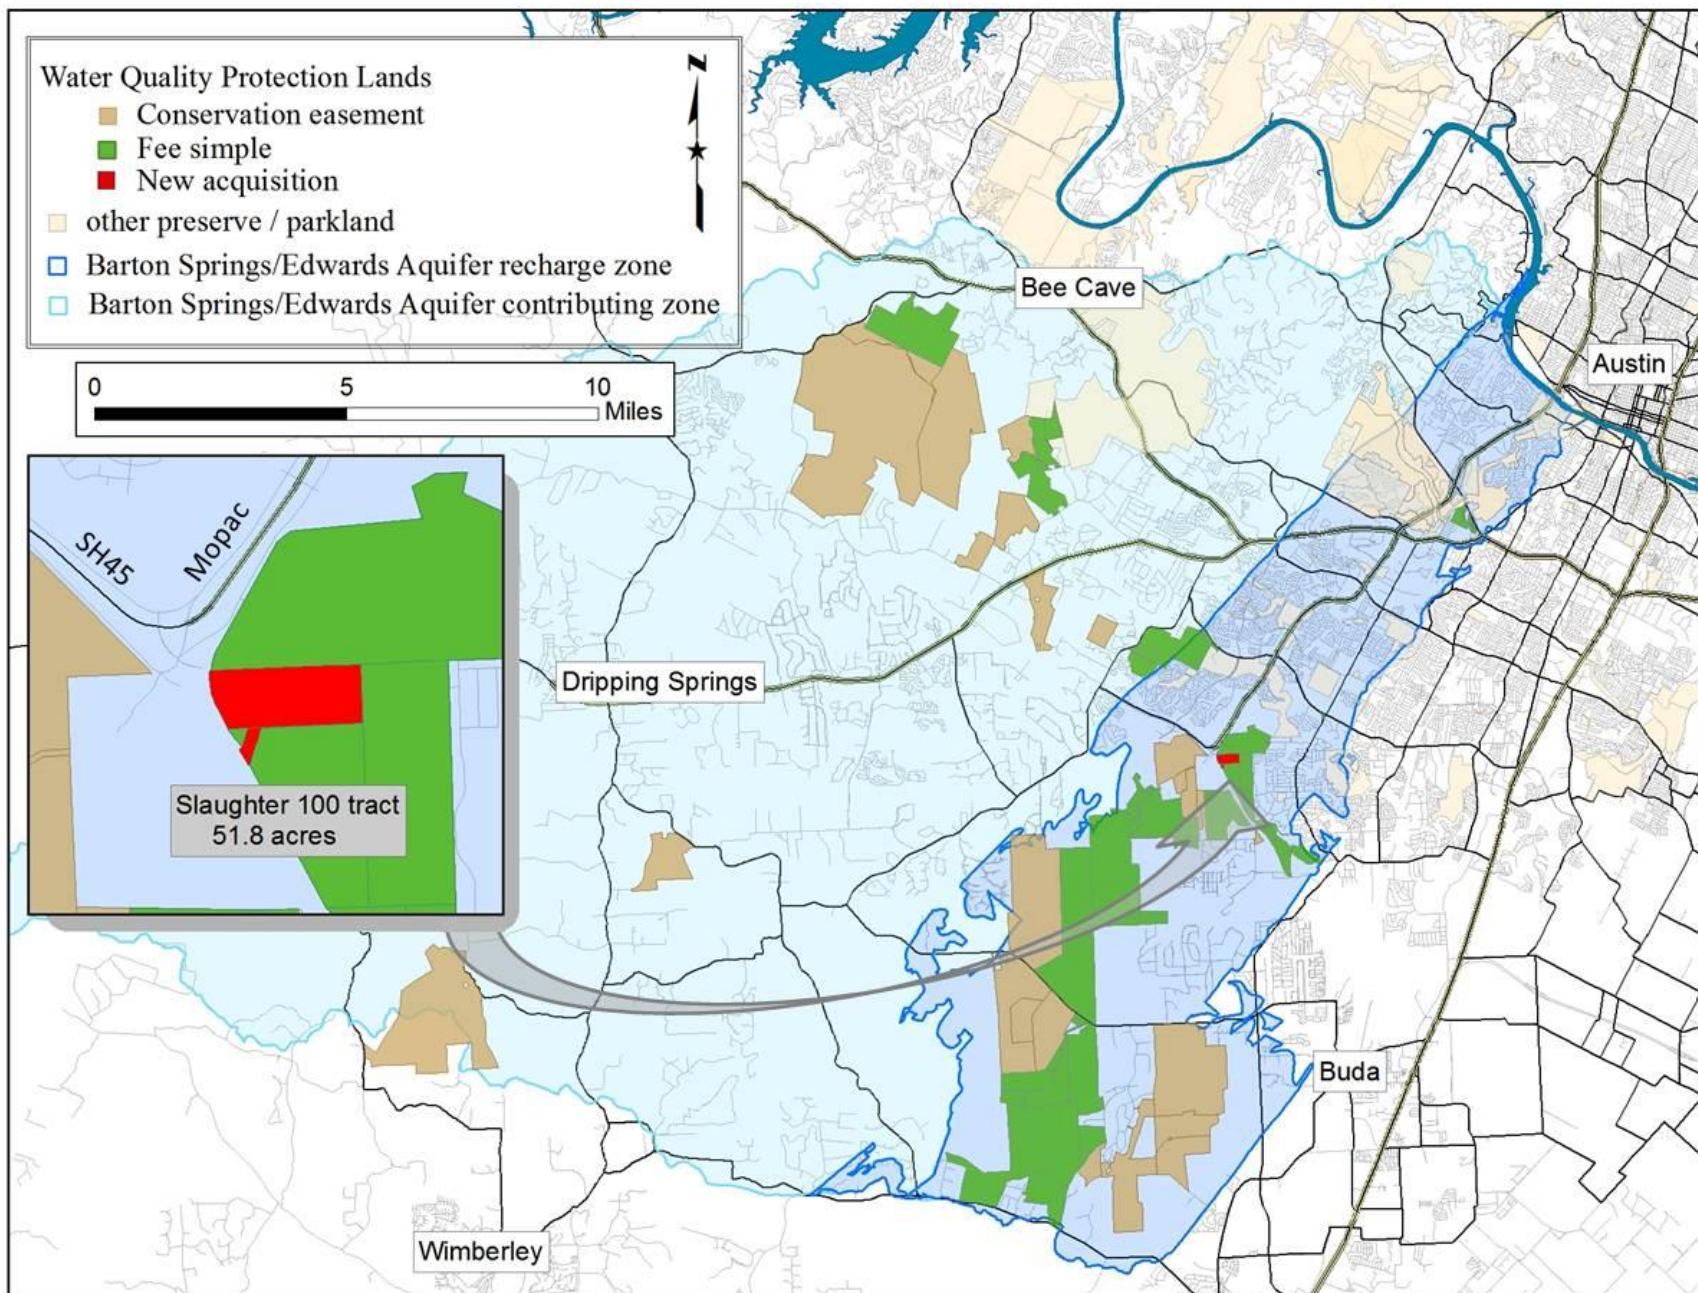 Water Quality Protection Lands
Conservation easement
Fee simple
New acquisition
other preserve / parkland
Barton Springs/Edwards Aquifer recharge zone
Barton Springs/Edwards Aquifer contributing zone
N
0 5 10
Miles
Bee Cave
Austin
SH45
Mopac
Dripping Springs
Slaughter 100 tract
51.8 acres
Buda
Wimberley